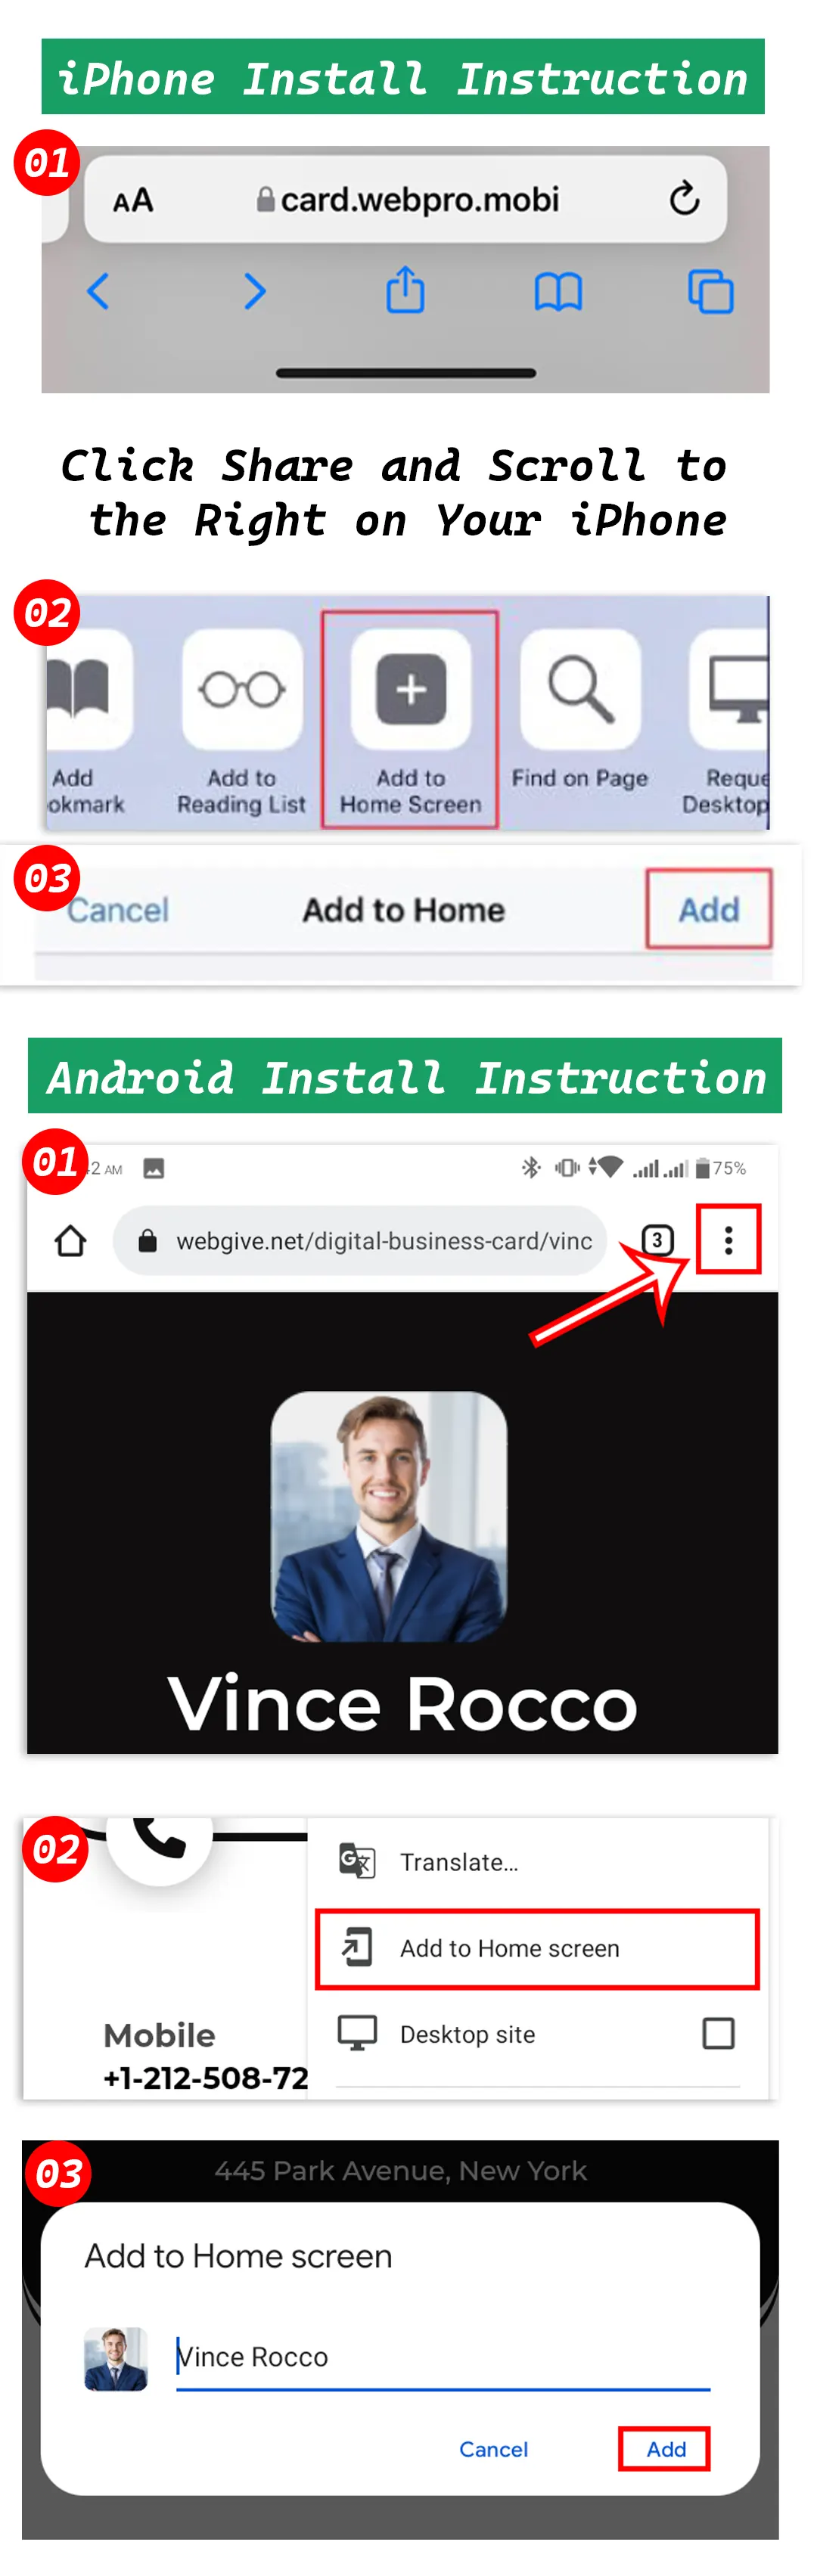 iPhone Install Instruction
01
AA card.webpro.mobi
Click Share and Scroll to
the Right on Your iPhone
02
Add Add to Add to Find on Page Reque
okmark Reading List Home Screen Desktop
03
Cancel Add to Home Add
Android Install Instruction
01
2 AM 75%
webgive.net/digital-business-card/vinc 3
Vince Rocco
02
Translate...
Add to Home screen
Mobile Desktop site
+1-212-508-72
03
445 Park Avenue, New York
Add to Home screen
Vince Rocco
Cancel Add